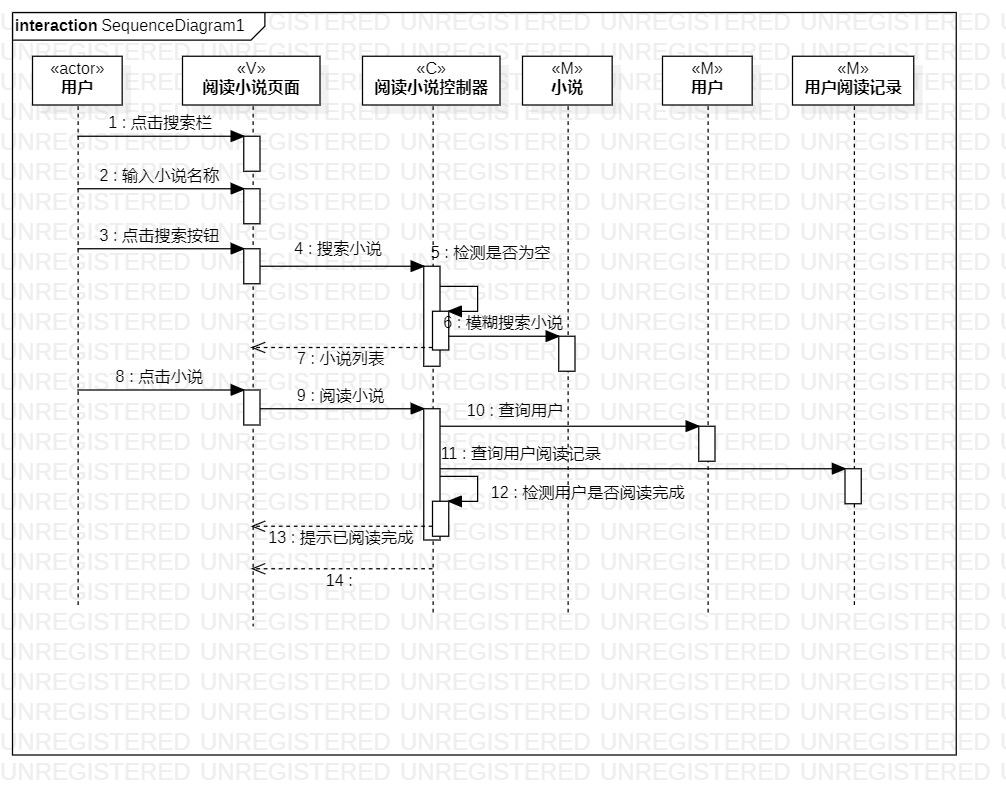 interaction SequenceDiagram1
«actor»
用户
«V»
阅读小说页面
«C»
阅读小说控制器
«M»
小说
«M»
用户
«M»
用户阅读记录
1 : 点击搜索栏
2 : 输入小说名称
3 : 点击搜索按钮
4 : 搜索小说
5 : 检测是否为空
6 : 模糊搜索小说
7 : 小说列表
8 : 点击小说
9 : 阅读小说
10 : 查询用户
11 : 查询用户阅读记录
12 : 检测用户是否阅读完成
13 : 提示已阅读完成
14 :
UNREGISTERED